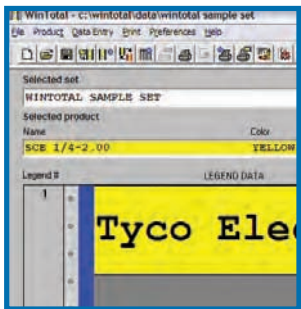 WinTotal - c:\wintotal\data\wintotal sample set
File Product Data Entry Print Preferences Help
Selected set
WINTOTAL SAMPLE SET
Selected product
Name Color
SCE 1/4-2.00 YELLOW
Legend # LEGEND DATA
1
Tyco Elec